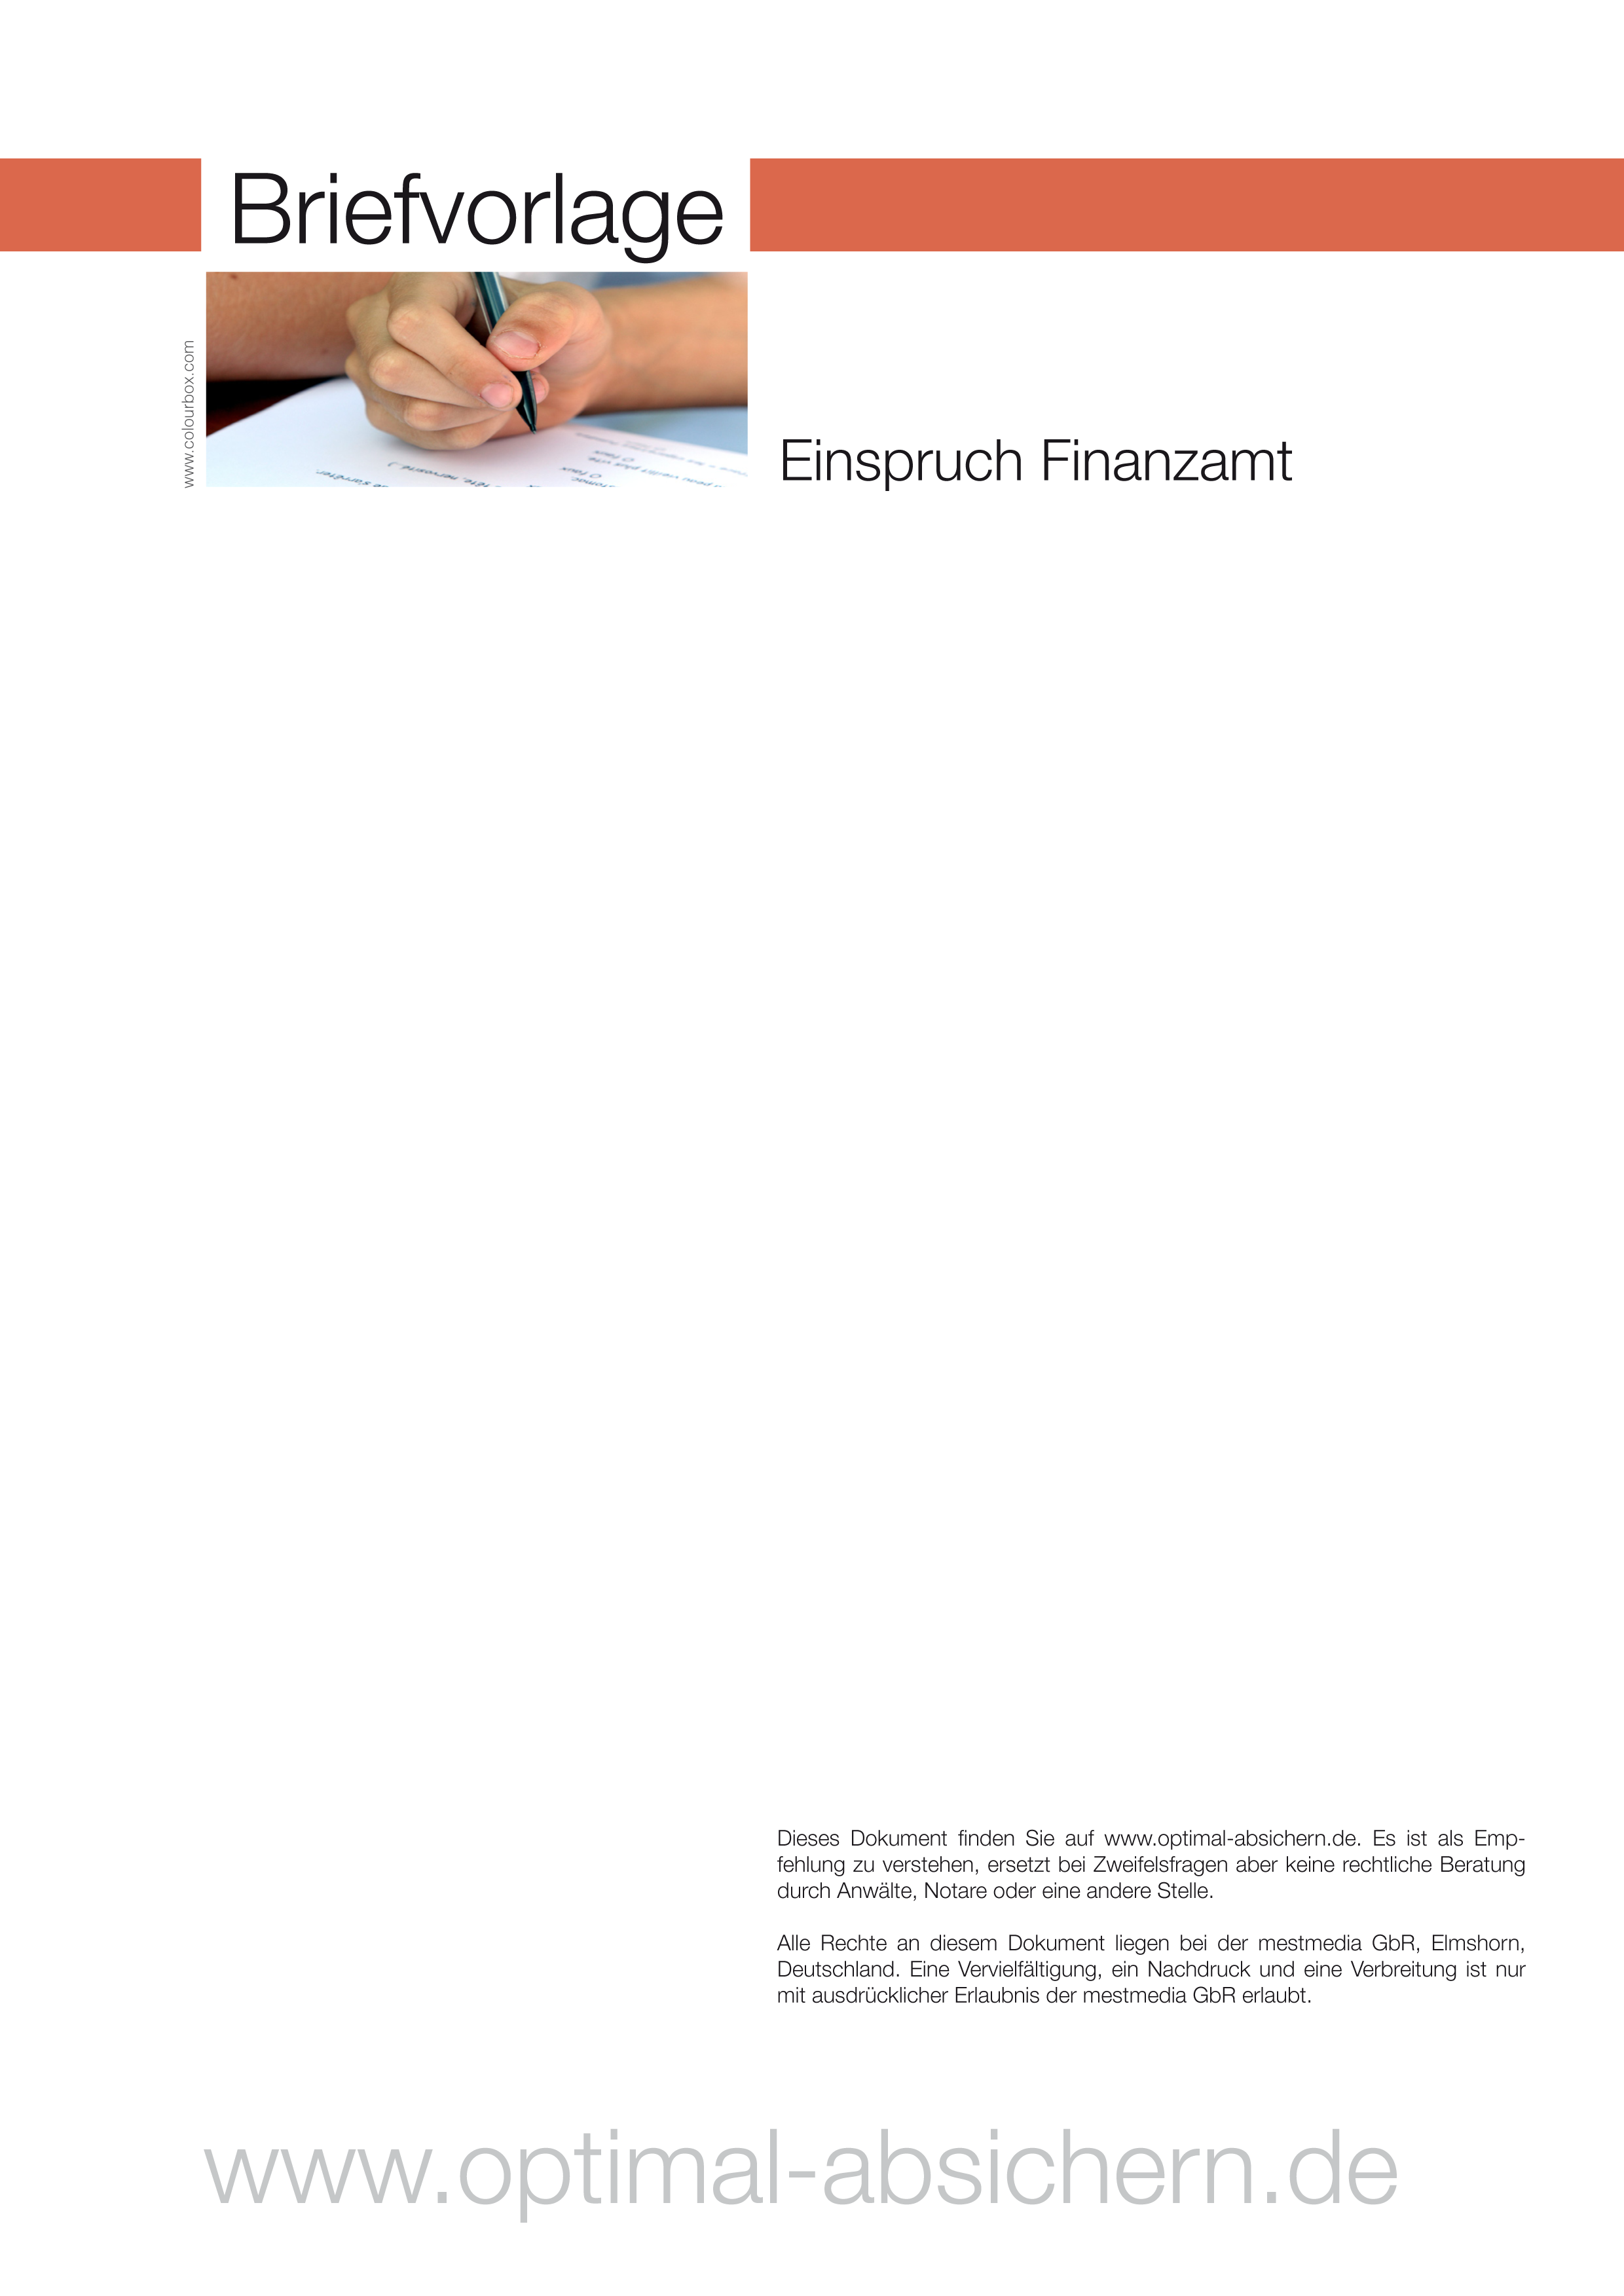 Briefvorlage
www.colourbox.com
Einspruch Finanzamt
Dieses Dokument finden Sie auf www.optimal-absichern.de. Es ist als Emp-
fehlung zu verstehen, ersetzt bei Zweifelsfragen aber keine rechtliche Beratung
durch Anwälte, Notare oder eine andere Stelle.
Alle Rechte an diesem Dokument liegen bei der mestmedia GbR, Elmshorn,
Deutschland. Eine Vervielfältigung, ein Nachdruck und eine Verbreitung ist nur
mit ausdrücklicher Erlaubnis der mestmedia GbR erlaubt.
www.optimal-absichern.de